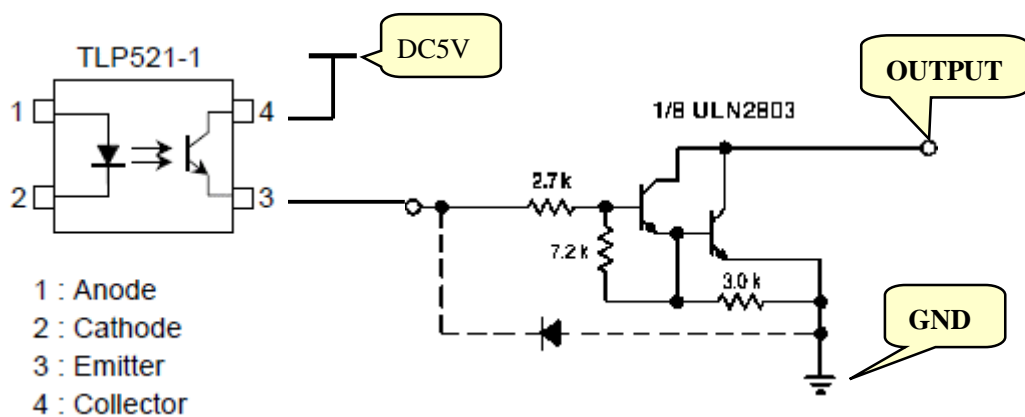 TLP521-1
DC5V
OUTPUT
1/8 ULN2803
1
4
2
3
2.7 k
7.2 k
3.0 k
GND
1 : Anode
2 : Cathode
3 : Emitter
4 : Collector